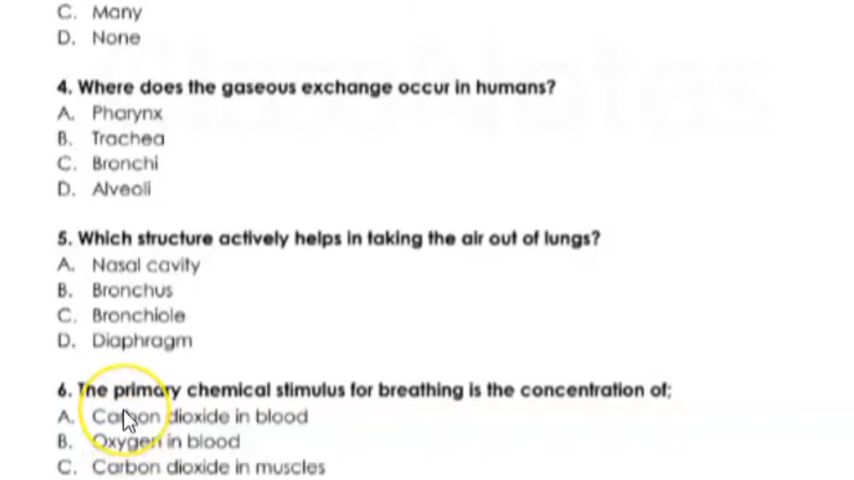 C. Many
D. None
4. Where does the gaseous exchange occur in humans?
A. Pharynx
B. Trachea
C. Bronchi
D. Alveoli
5. Which structure actively helps in taking the air out of lungs?
A. Nasal cavity
B. Bronchus
C. Bronchiole
D. Diaphragm
6. The primary chemical stimulus for breathing is the concentration of;
A. Carbon dioxide in blood
B. Oxygen in blood
C. Carbon dioxide in muscles